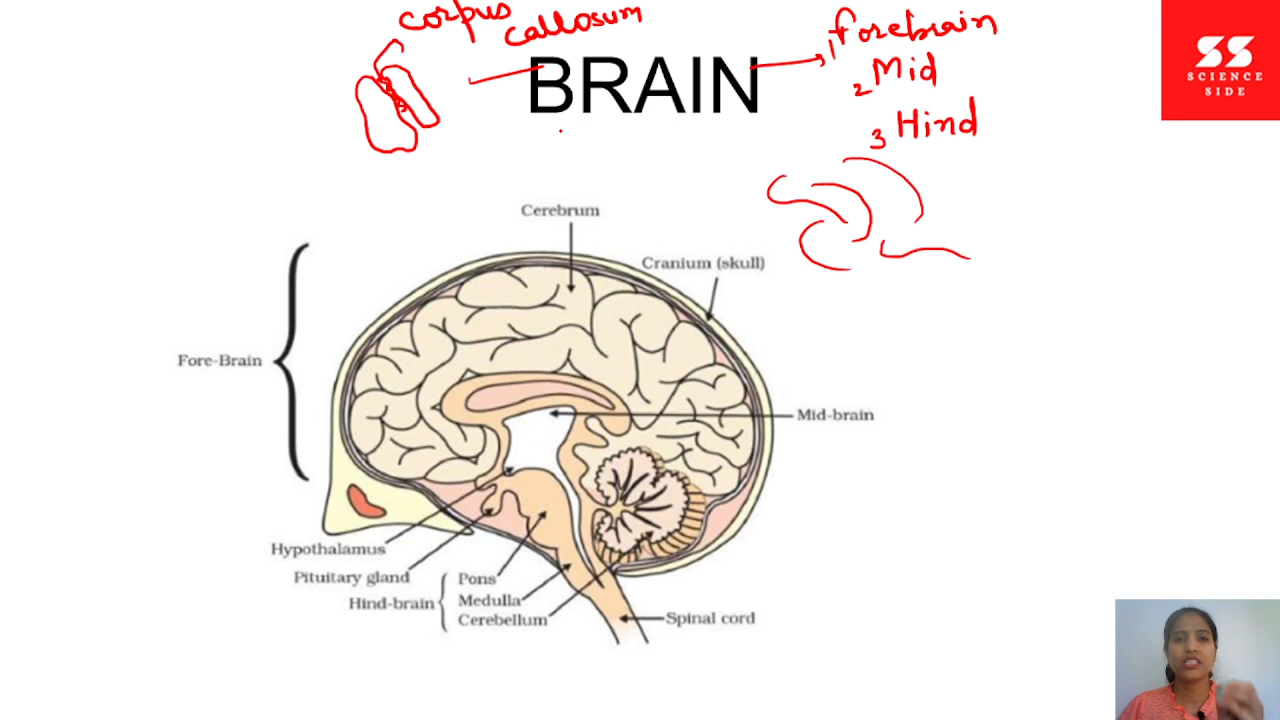 corpus
callosum
BRAIN
1 Forebrain
2 Mid
3 Hind
SS
SCIENCE
SIDE
Cerebrum
Cranium (skull)
Fore-Brain
Mid-brain
Hypothalamus
Pituitary gland
Hind-brain
Pons
Medulla
Cerebellum
Spinal cord